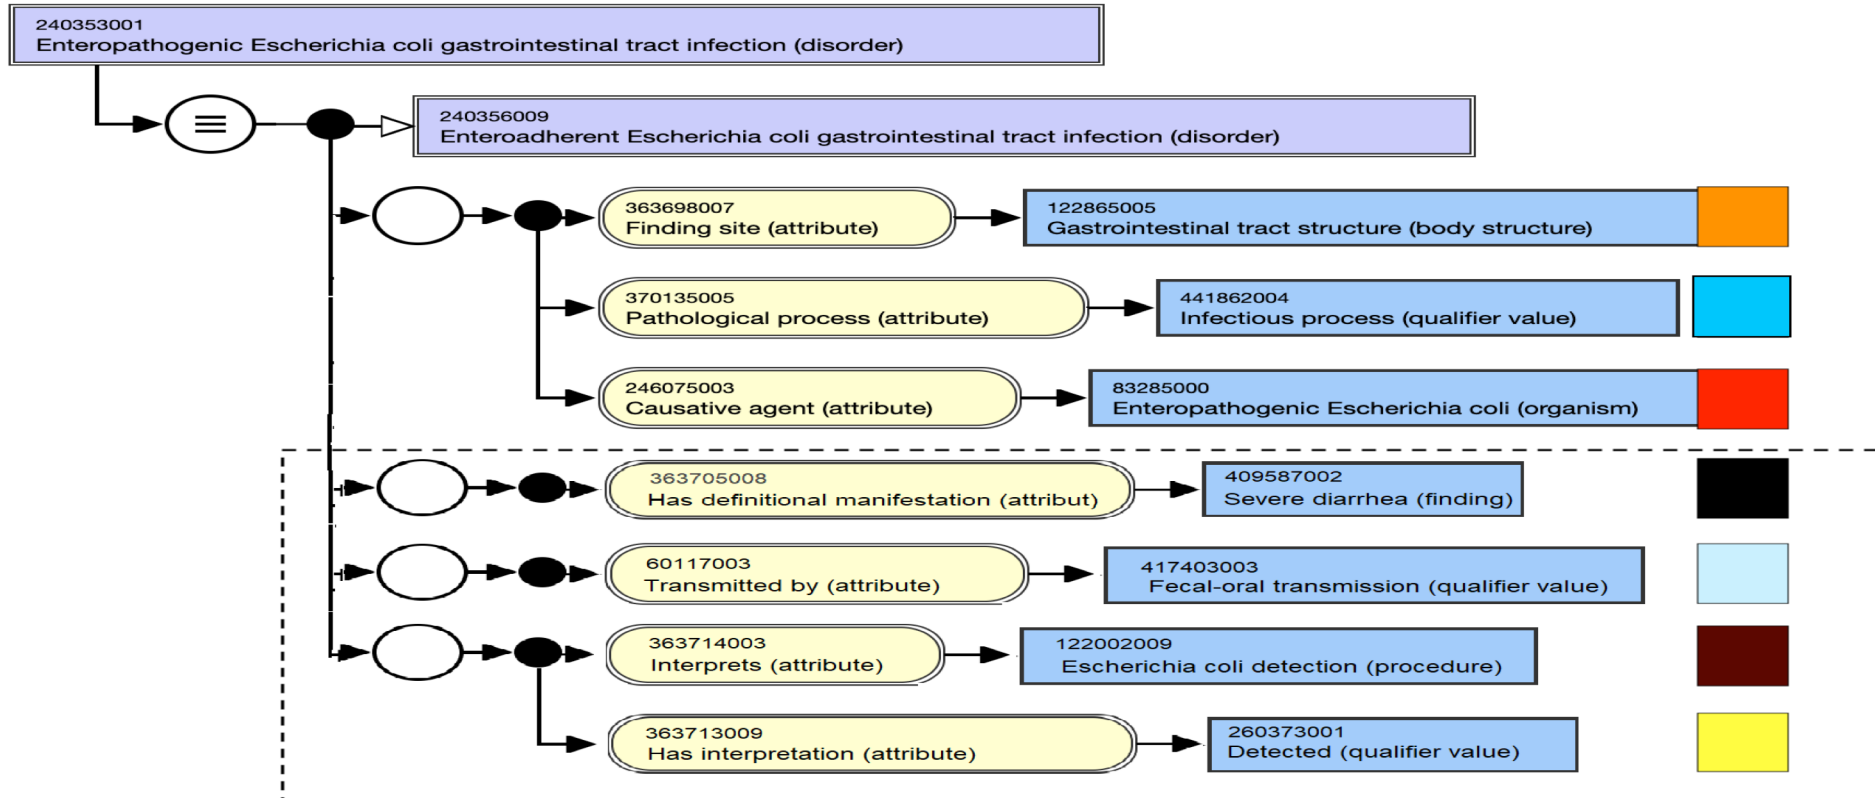 240353001
Enteropathogenic Escherichia coli gastrointestinal tract infection (disorder)
240356009
Enteroadherent Escherichia coli gastrointestinal tract infection (disorder)
363698007
Finding site (attribute)
122865005
Gastrointestinal tract structure (body structure)
370135005
Pathological process (attribute)
441862004
Infectious process (qualifier value)
246075003
Causative agent (attribute)
83285000
Enteropathogenic Escherichia coli (organism)
363705008
Has definitional manifestation (attribut)
409587002
Severe diarrhea (finding)
60117003
Transmitted by (attribute)
417403003
Fecal-oral transmission (qualifier value)
363714003
Interprets (attribute)
122002009
Escherichia coli detection (procedure)
363713009
Has interpretation (attribute)
260373001
Detected (qualifier value)